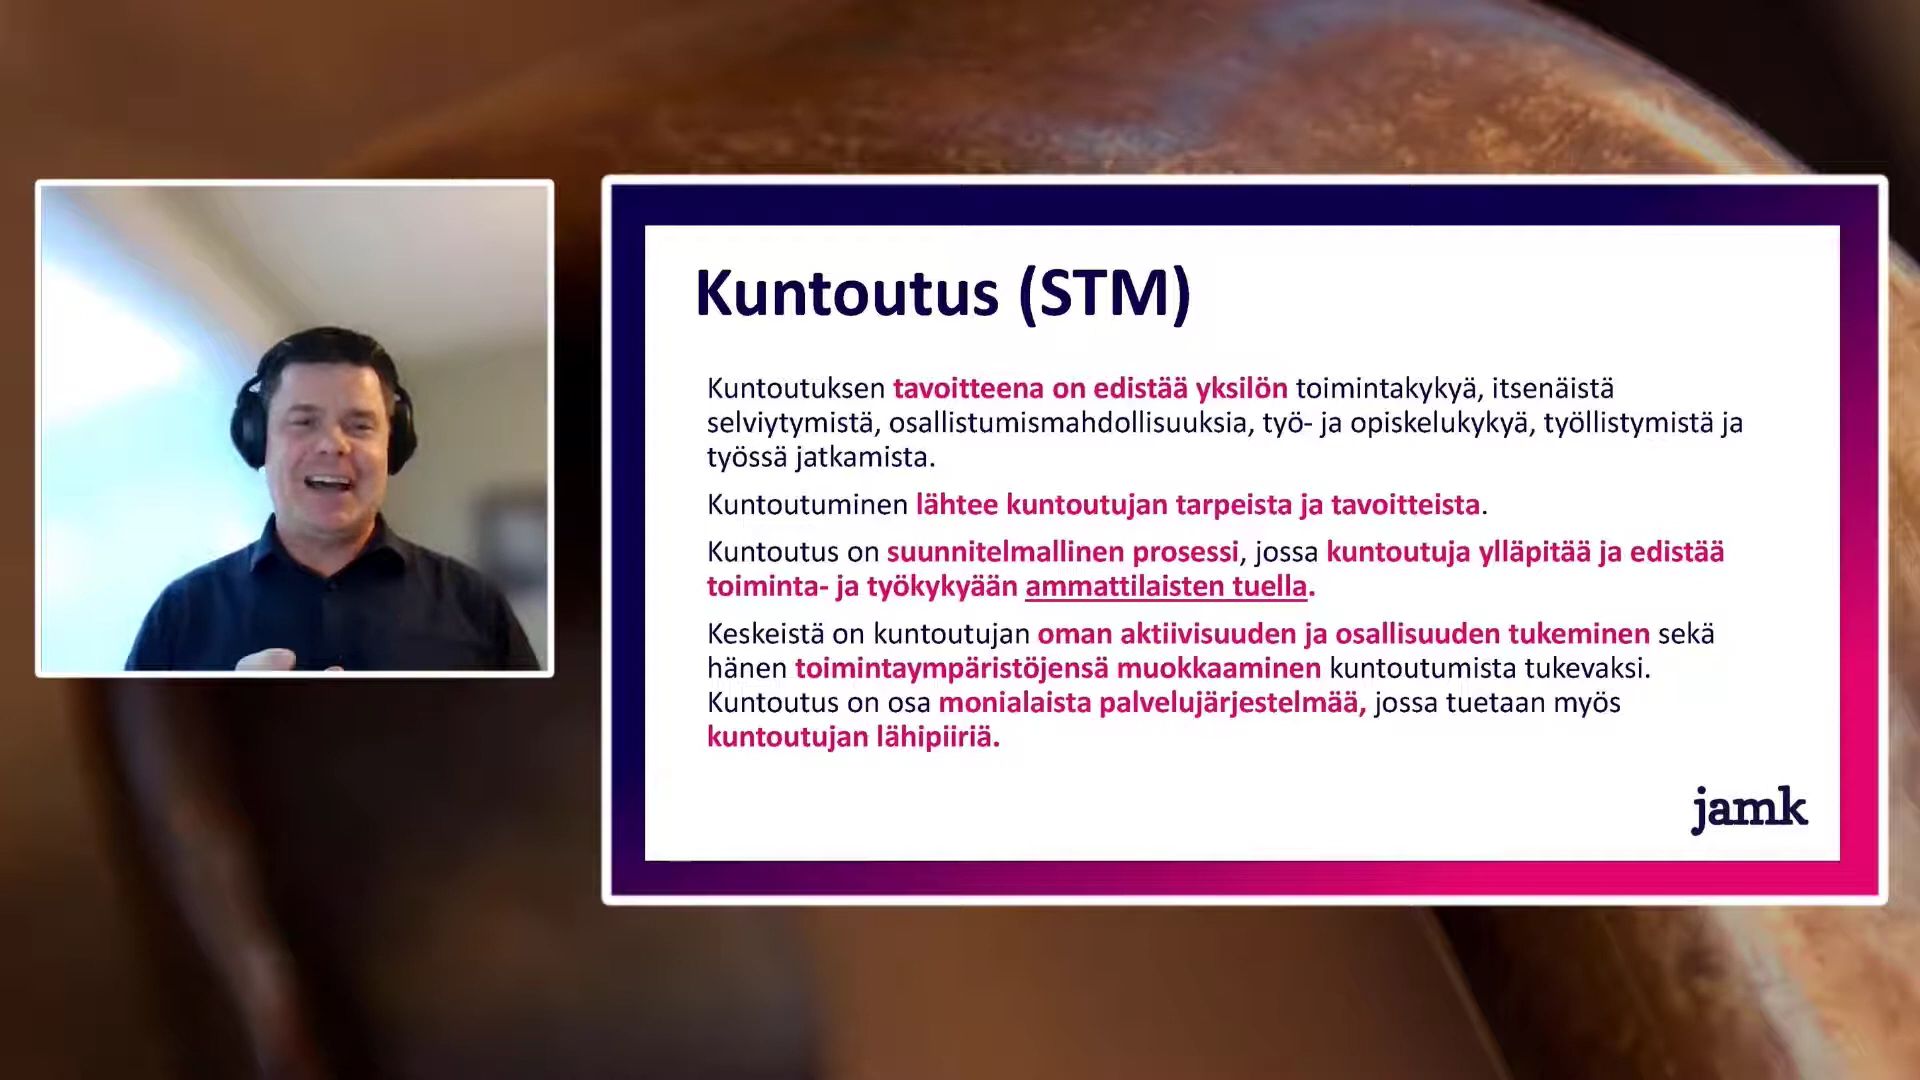 Kuntoutus (STM)
Kuntoutuksen tavoitteena on edistää yksilön toimintakykyä, itsenäistä
selviytymistä, osallistumismahdollisuuksia, työ- ja opiskelukykyä, työllistymistä ja
työssä jatkamista.
Kuntoutuminen lähtee kuntoutujan tarpeista ja tavoitteista.
Kuntoutus on suunnitelmallinen prosessi, jossa kuntoutuja ylläpitää ja edistää
toiminta- ja työkykyään ammattilaisten tuella.
Keskeistä on kuntoutujan oman aktiivisuuden ja osallisuuden tukeminen sekä
hänen toimintaympäristöjensä muokkaaminen kuntoutumista tukevaksi.
Kuntoutus on osa monialaista palvelujärjestelmää, jossa tuetaan myös
kuntoutujan lähipiiriä.
jamk